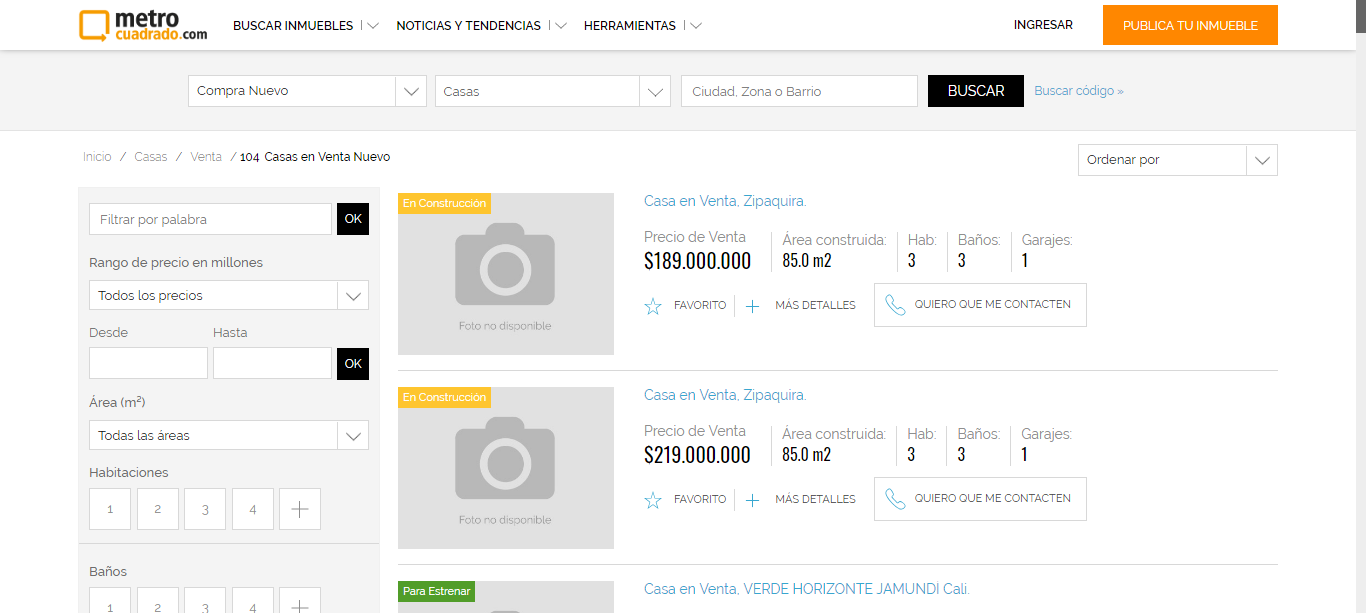 metro
cuadrado.com
BUSCAR INMUEBLES
NOTICIAS Y TENDENCIAS
HERRAMIENTAS
INGRESAR
PUBLICA TU INMUEBLE
Compra Nuevo
Casas
Ciudad, Zona o Barrio
BUSCAR
Buscar código »
Inicio / Casas / Venta / 104 Casas en Venta Nuevo
Ordenar por
Filtrar por palabra
OK
Rango de precio en millones
Todos los precios
Desde
Hasta
OK
Área (m²)
Todas las áreas
Habitaciones
1 2 3 4 +
Baños
1 2 3 4 +
En Construcción
Foto no disponible
Casa en Venta, Zipaquira.
Precio de Venta
$189.000.000
Área construida:
85.0 m2
Hab:
3
Baños:
3
Garajes:
1
FAVORITO
MÁS DETALLES
QUIERO QUE ME CONTACTEN
En Construcción
Foto no disponible
Casa en Venta, Zipaquira.
Precio de Venta
$219.000.000
Área construida:
85.0 m2
Hab:
3
Baños:
3
Garajes:
1
FAVORITO
MÁS DETALLES
QUIERO QUE ME CONTACTEN
Para Estrenar
Casa en Venta, VERDE HORIZONTE JAMUNDI Cali.